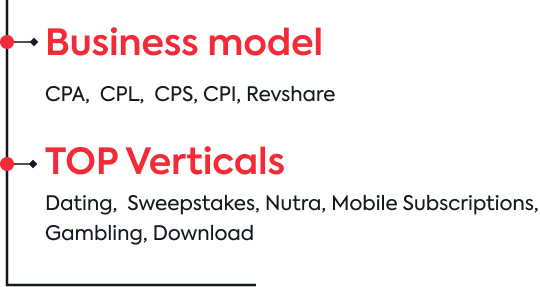 Business model
CPA,  CPL,  CPS, CPI, Revshare
TOP Verticals
Dating,  Sweepstakes, Nutra, Mobile Subscriptions,
Gambling, Download